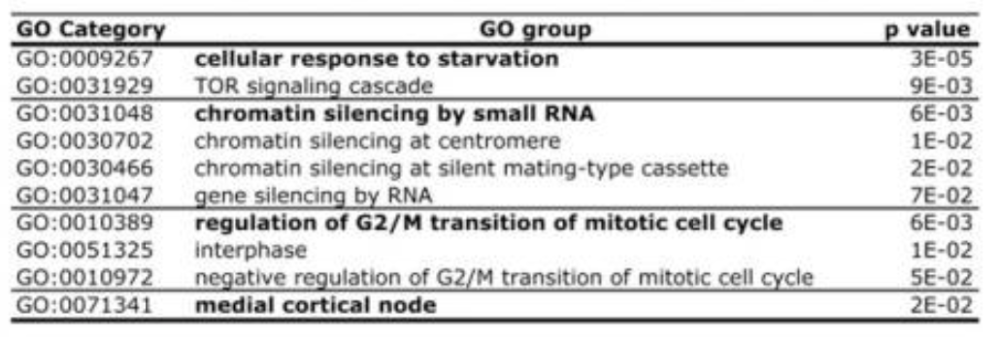 GO Category GO group p value
GO:0009267 cellular response to starvation 3E-05
GO:0031929 TOR signaling cascade 9E-03
GO:0031048 chromatin silencing by small RNA 6E-03
GO:0030702 chromatin silencing at centromere 1E-02
GO:0030466 chromatin silencing at silent mating-type cassette 2E-02
GO:0031047 gene silencing by RNA 7E-02
GO:0010389 regulation of G2/M transition of mitotic cell cycle 6E-03
GO:0051325 interphase 1E-02
GO:0010972 negative regulation of G2/M transition of mitotic cell cycle 5E-02
GO:0071341 medial cortical node 2E-02